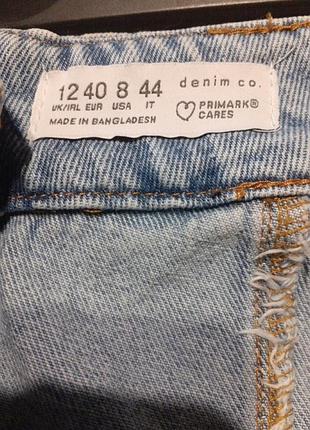 12 40 8 44 denim co.
UK/IRL EUR USA IT PRIMARK®
MADE IN BANGLADESH CARES